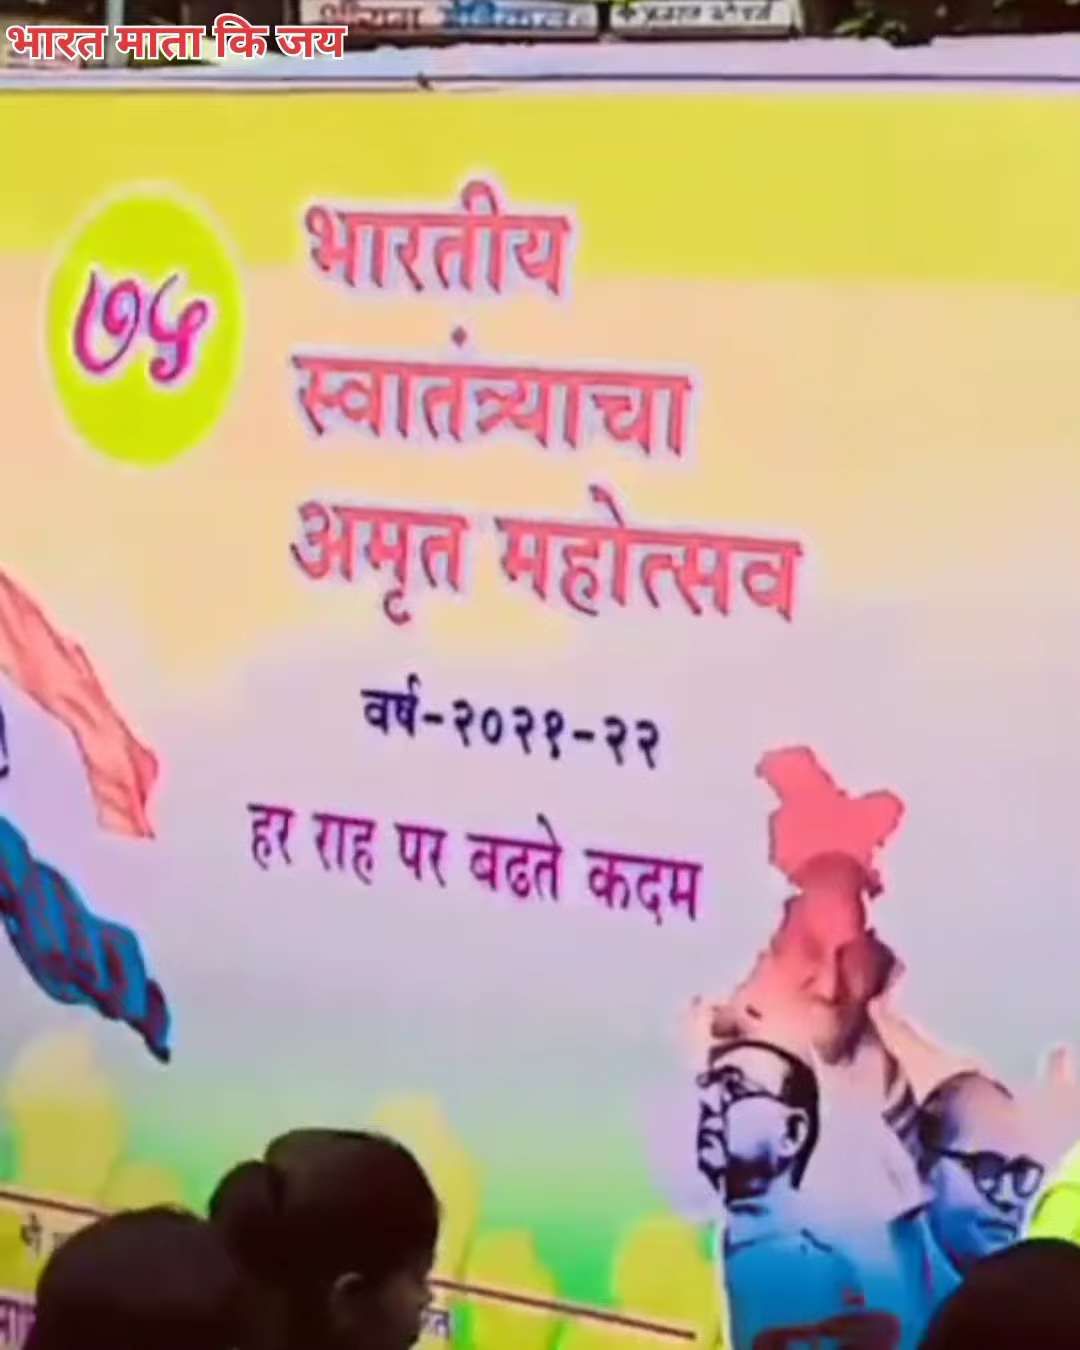 भारत माता कि जय
७५
भारतीय
स्वातंत्र्याचा
अमृत महोत्सव
वर्ष-२०२१-२२
हर राह पर बढते कदम